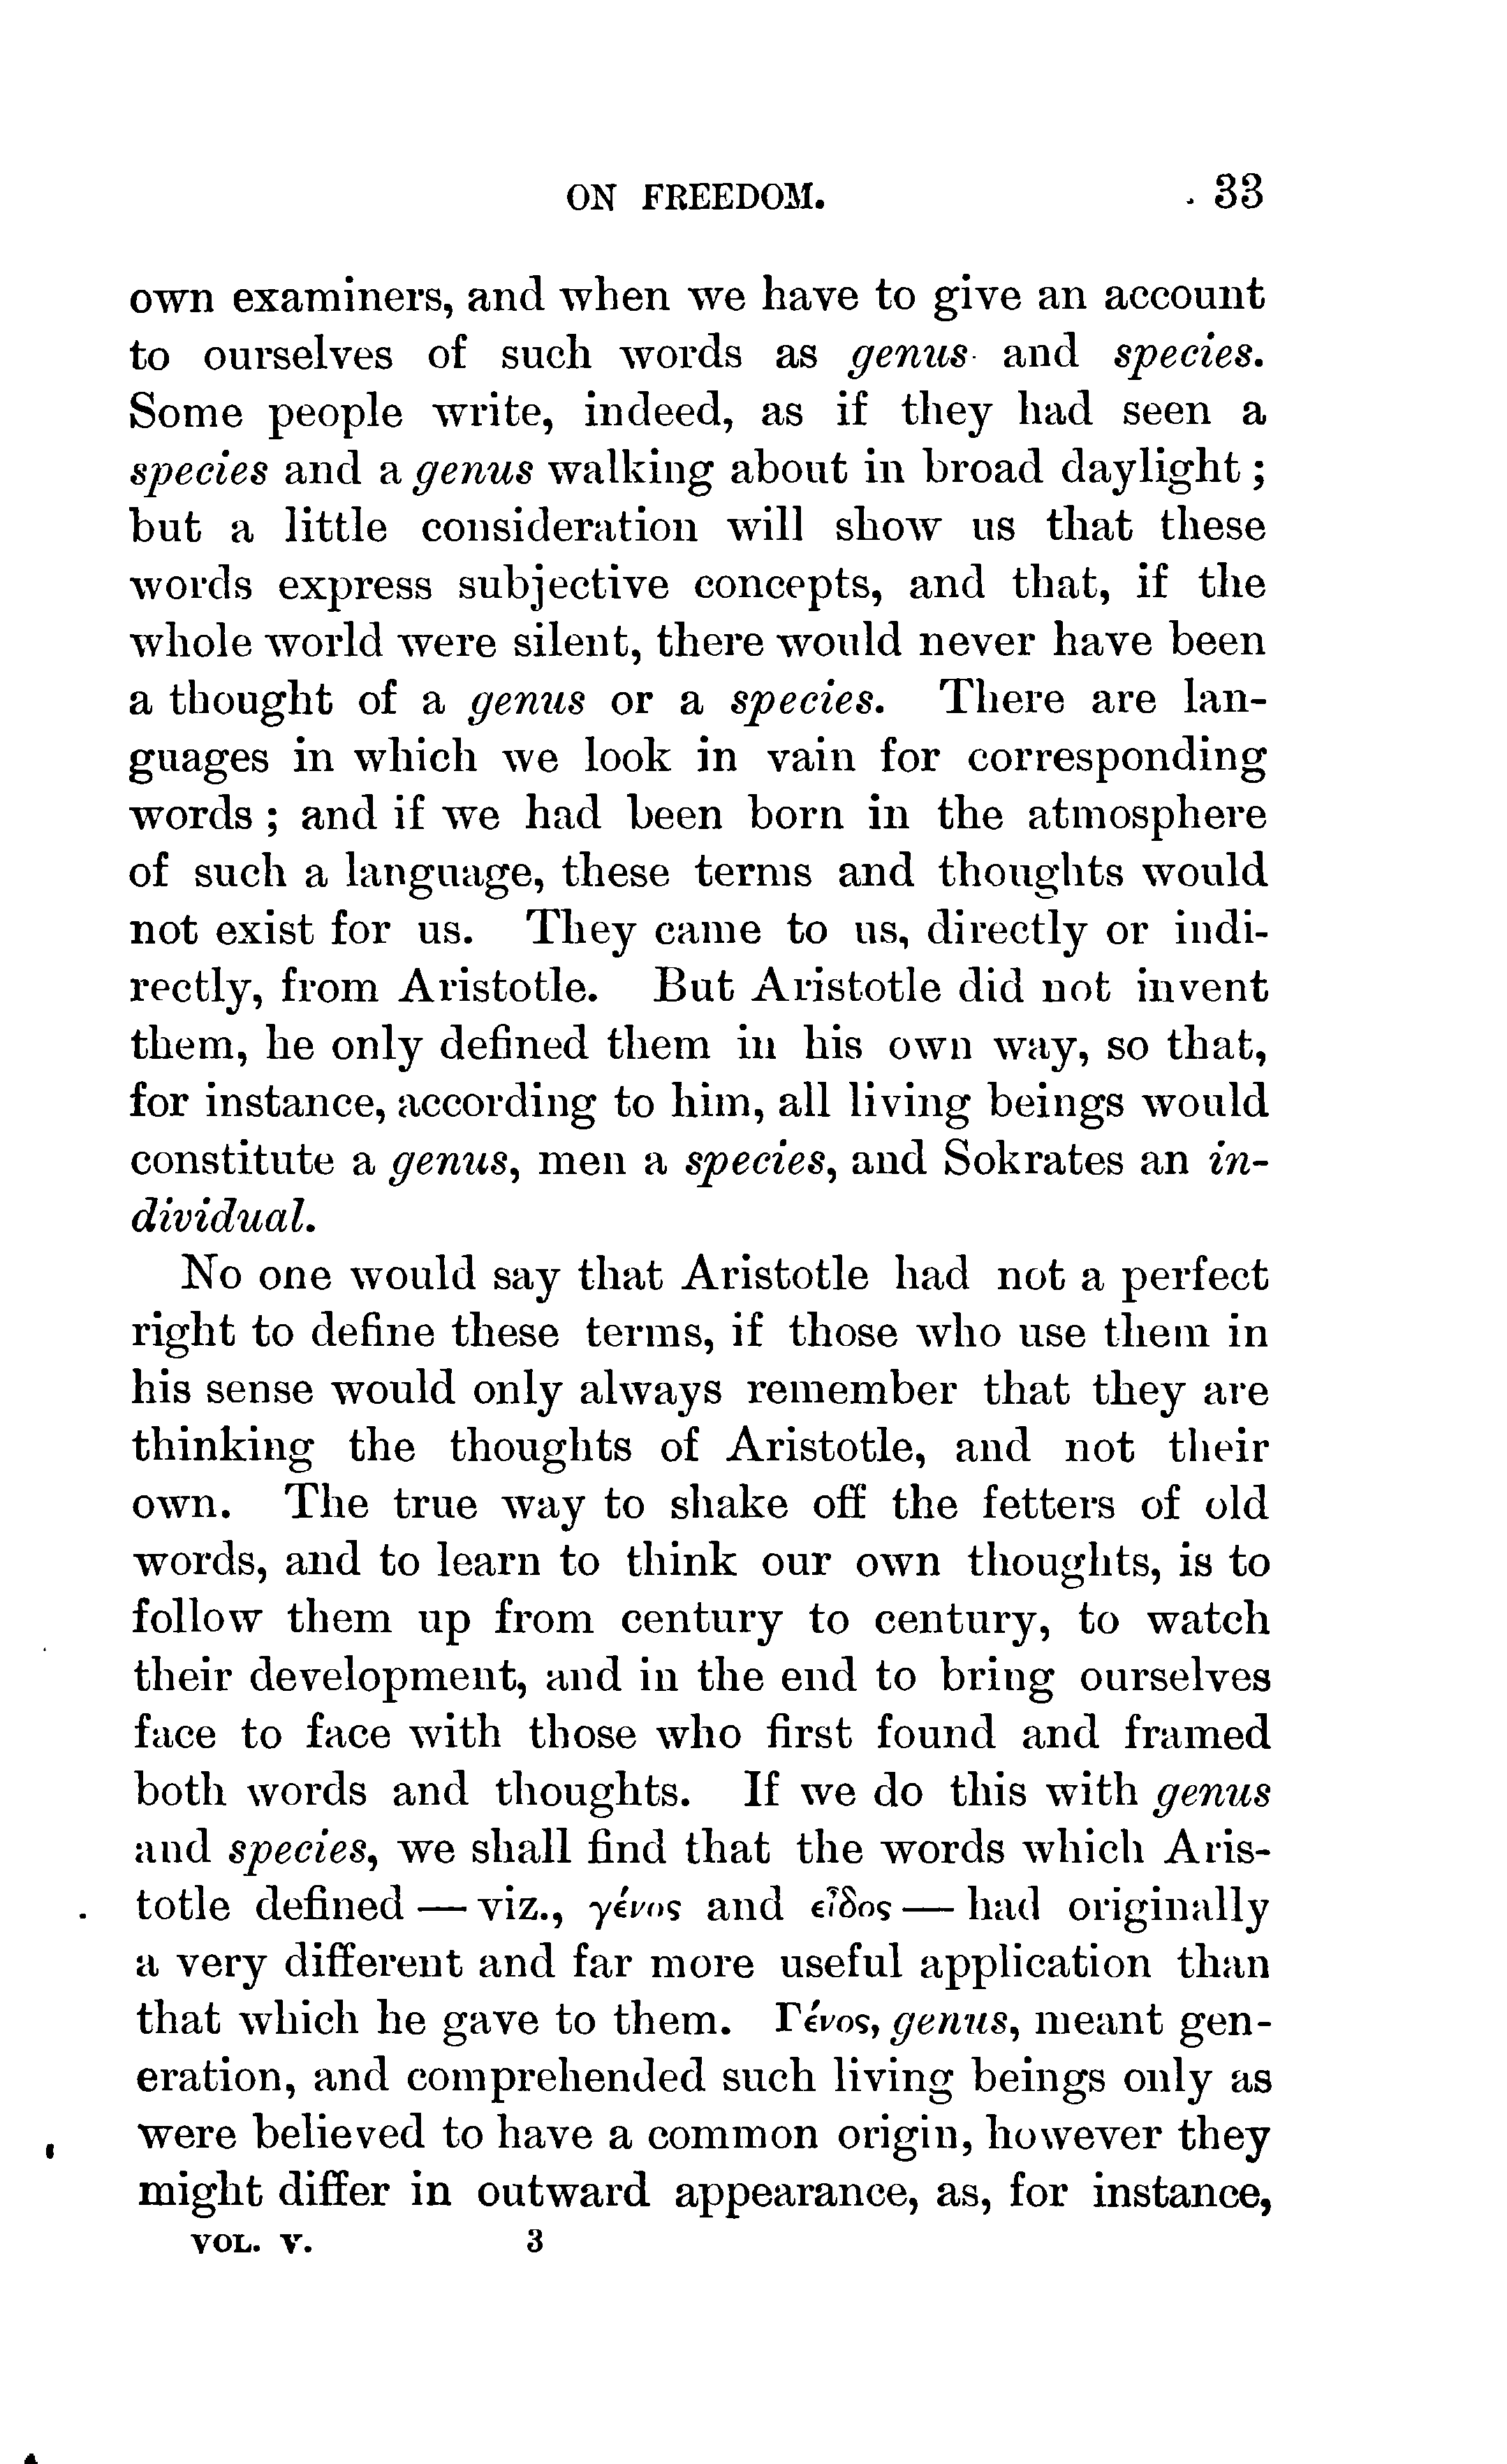 ON FREEDOM. 33
own examiners, and when we have to give an account
to ourselves of such words as genus and species.
Some people write, indeed, as if they had seen a
species and a genus walking about in broad daylight ;
but a little consideration will show us that these
words express subjective concepts, and that, if the
whole world were silent, there would never have been
a thought of a genus or a species. There are lan-
guages in which we look in vain for corresponding
words ; and if we had been born in the atmosphere
of such a language, these terms and thoughts would
not exist for us. They came to us, directly or indi-
rectly, from Aristotle. But Aristotle did not invent
them, he only defined them in his own way, so that,
for instance, according to him, all living beings would
constitute a genus, men a species, and Sokrates an in-
dividual.
No one would say that Aristotle had not a perfect
right to define these terms, if those who use them in
his sense would only always remember that they are
thinking the thoughts of Aristotle, and not their
own. The true way to shake off the fetters of old
words, and to learn to think our own thoughts, is to
follow them up from century to century, to watch
their development, and in the end to bring ourselves
face to face with those who first found and framed
both words and thoughts. If we do this with genus
and species, we shall find that the words which Aris-
totle defined — viz., γένος and εἶδος — had originally
a very different and far more useful application than
that which he gave to them. Γένος, genus, meant gen-
eration, and comprehended such living beings only as
were believed to have a common origin, however they
might differ in outward appearance, as, for instance,
VOL. V. 3